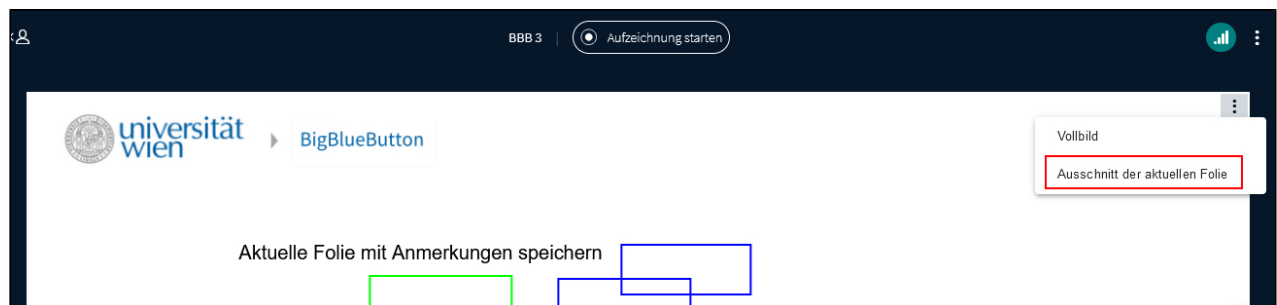 BBB 3 | Aufzeichnung starten
universität
wien
BigBlueButton
Vollbild
Ausschnitt der aktuellen Folie
Aktuelle Folie mit Anmerkungen speichern